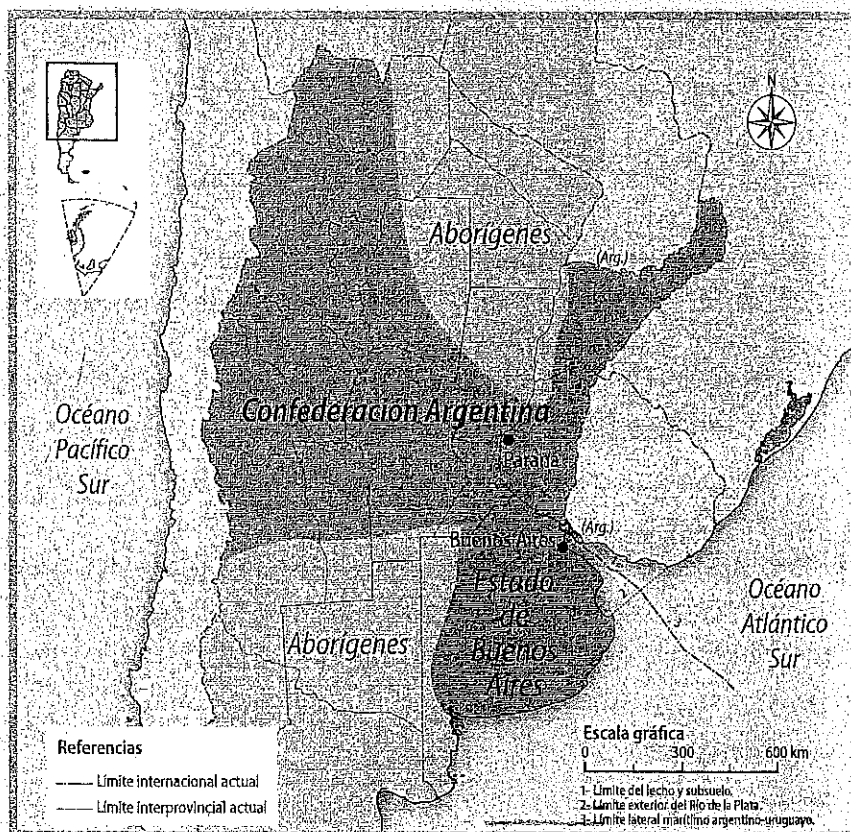 N
Aborígenes
(Arg.)
Océano
Pacífico
Sur
Confederación Argentina
Paraná
(Arg.)
Buenos Aires
Estado
de
Buenos
Aires
Océano
Atlántico
Sur
Aborígenes
Referencias
Límite internacional actual
Límite interprovincial actual
Escala gráfica
0 300 600 km
1- Límite del lecho y subsuelo.
2- Límite exterior del Río de la Plata.
3- Límite lateral marítimo argentino-uruguayo.